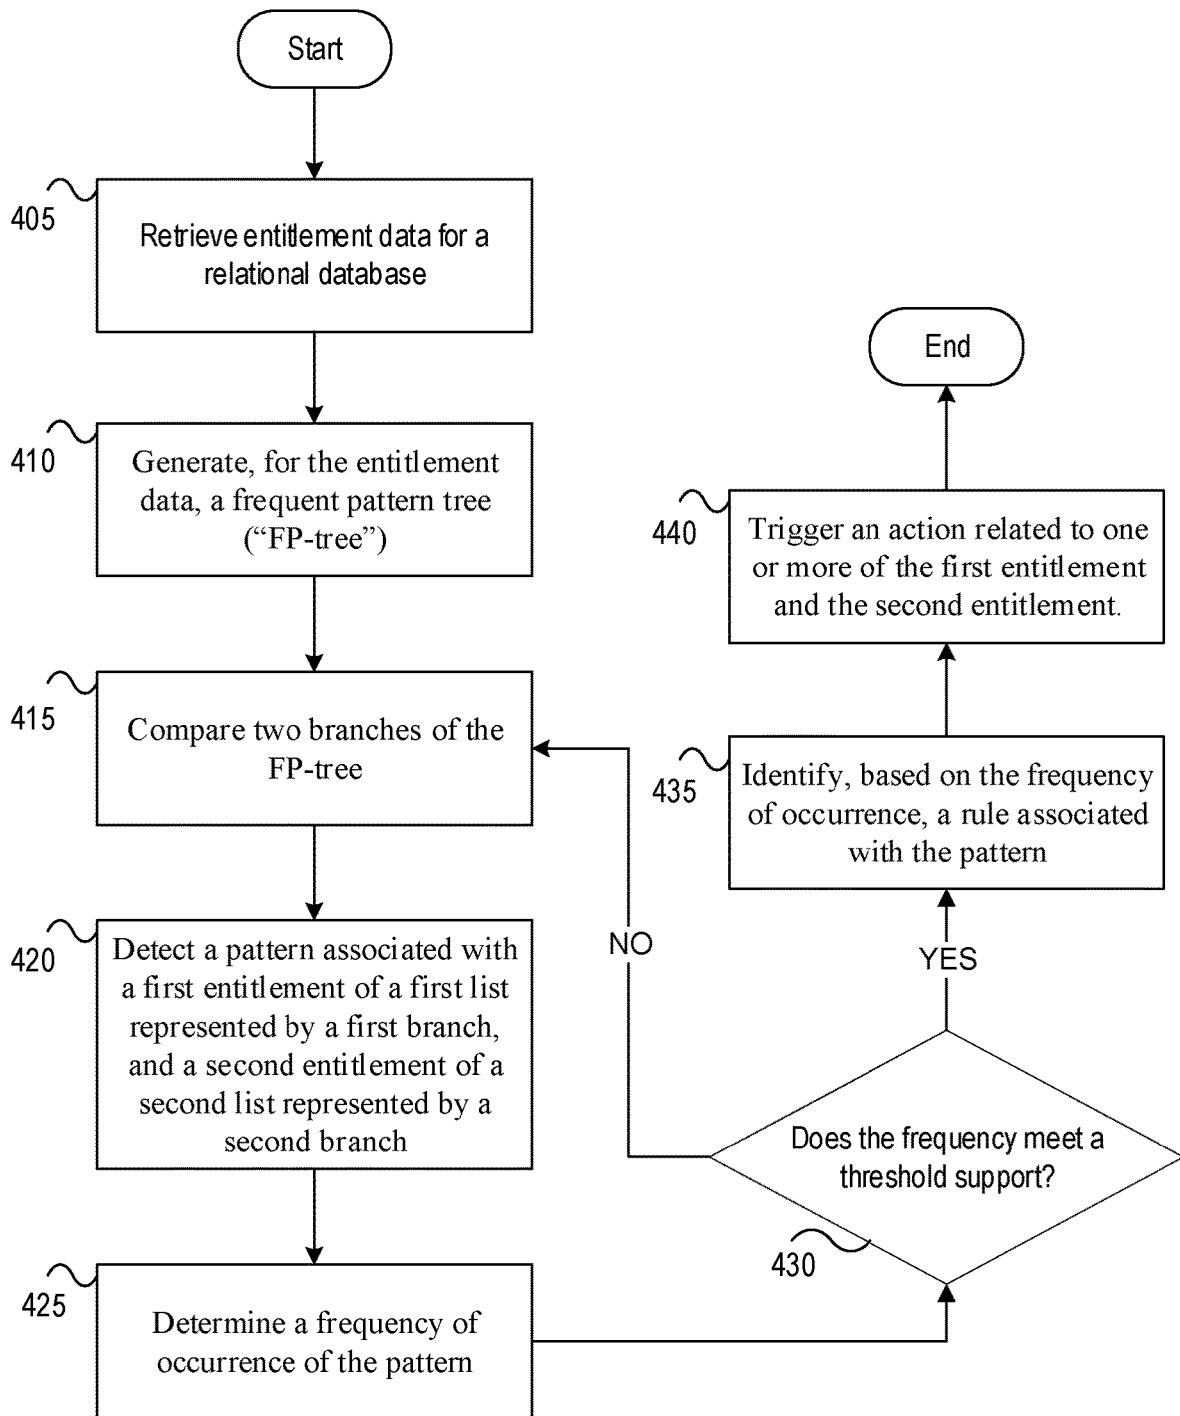 Start
405
Retrieve entitlement data for a
relational database
410
Generate, for the entitlement
data, a frequent pattern tree
(“FP-tree”)
415
Compare two branches of the
FP-tree
420
Detect a pattern associated with
a first entitlement of a first list
represented by a first branch,
and a second entitlement of a
second list represented by a
second branch
425
Determine a frequency of
occurrence of the pattern
430
Does the frequency meet a
threshold support?
NO
YES
435
Identify, based on the frequency
of occurrence, a rule associated
with the pattern
440
Trigger an action related to one
or more of the first entitlement
and the second entitlement.
End